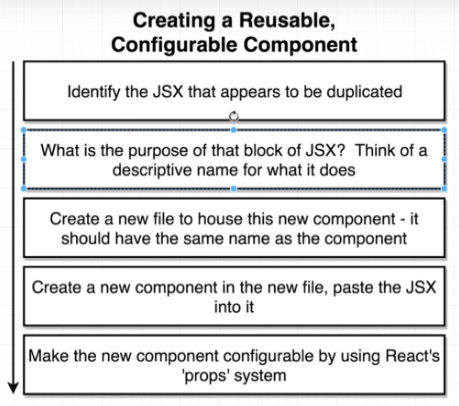 Creating a Reusable,
Configurable Component
Identify the JSX that appears to be duplicated
What is the purpose of that block of JSX?  Think of a
descriptive name for what it does
Create a new file to house this new component - it
should have the same name as the component
Create a new component in the new file, paste the JSX
into it
Make the new component configurable by using React's
'props' system